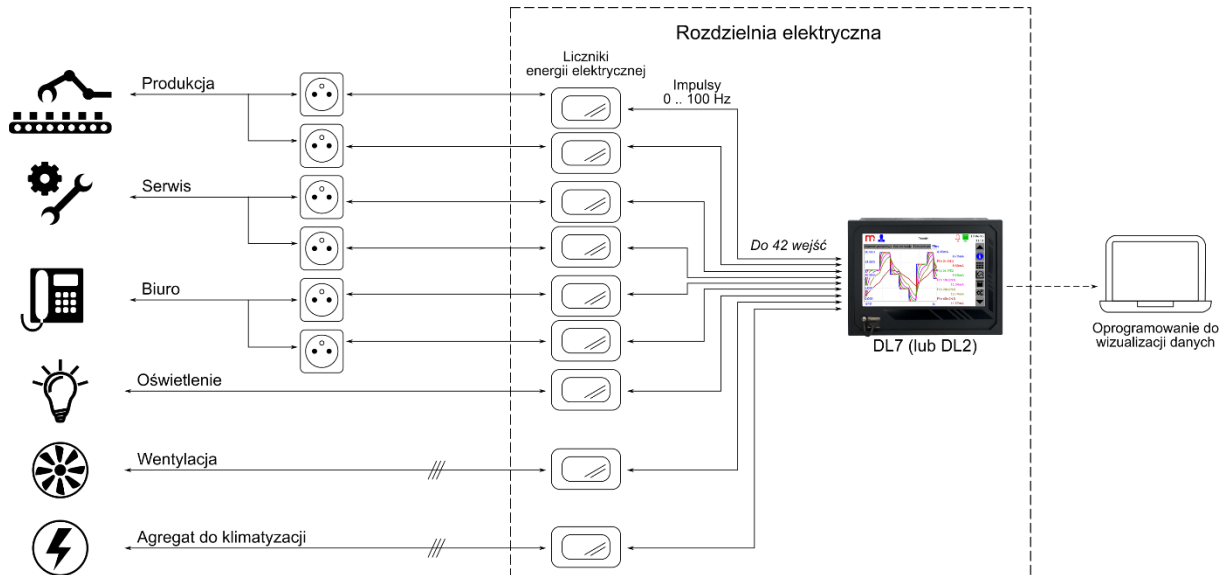 Rozdzielnia elektryczna
Liczniki
energii elektrycznej
Impulsy
0 .. 100 Hz
Produkcja
Serwis
Do 42 wejść
Biuro
DL7 (lub DL2)
Oprogramowanie do
wizualizacji danych
Oświetlenie
Wentylacja
Agregat do klimatyzacji